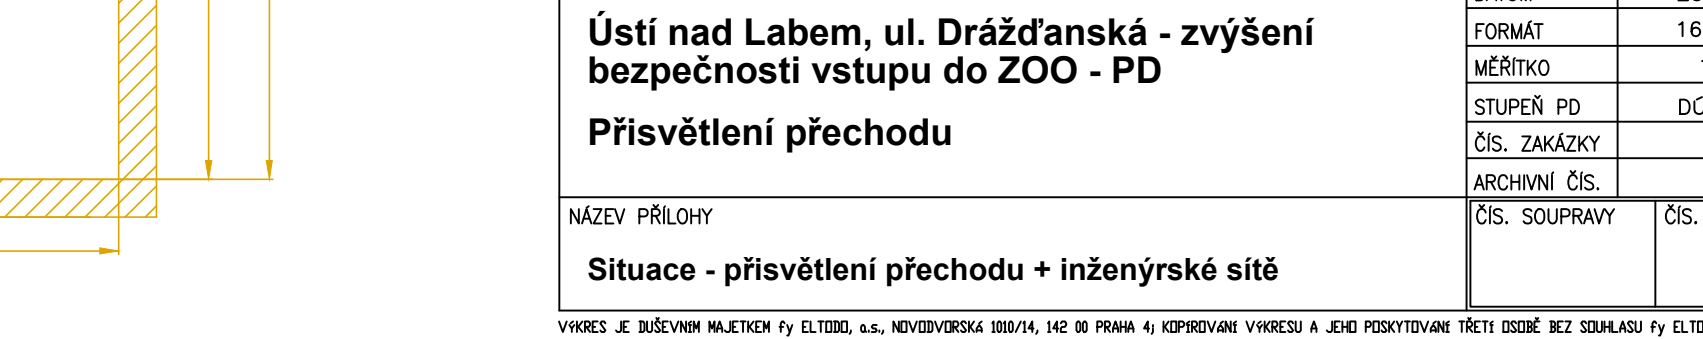 Ústí nad Labem, ul. Drážďanská - zvýšení
bezpečnosti vstupu do ZOO - PD
Přisvětlení přechodu
FORMÁT 16
MĚŘÍTKO
STUPEŇ PD DÚ
ČÍS. ZAKÁZKY
ARCHIVNÍ ČÍS.
NÁZEV PŘÍLOHY
Situace - přisvětlení přechodu + inženýrské sítě
ČÍS. SOUPRAVY
ČÍS.
VÝKRES JE DUŠEVNÍM MAJETKEM fy ELTODO, a.s., NOVODVORSKÁ 1010/14, 142 00 PRAHA 4; KOPÍROVÁNÍ VÝKRESU A JEHO POSKYTOVÁNÍ TŘETÍ OSOBĚ BEZ SOUHLASU fy